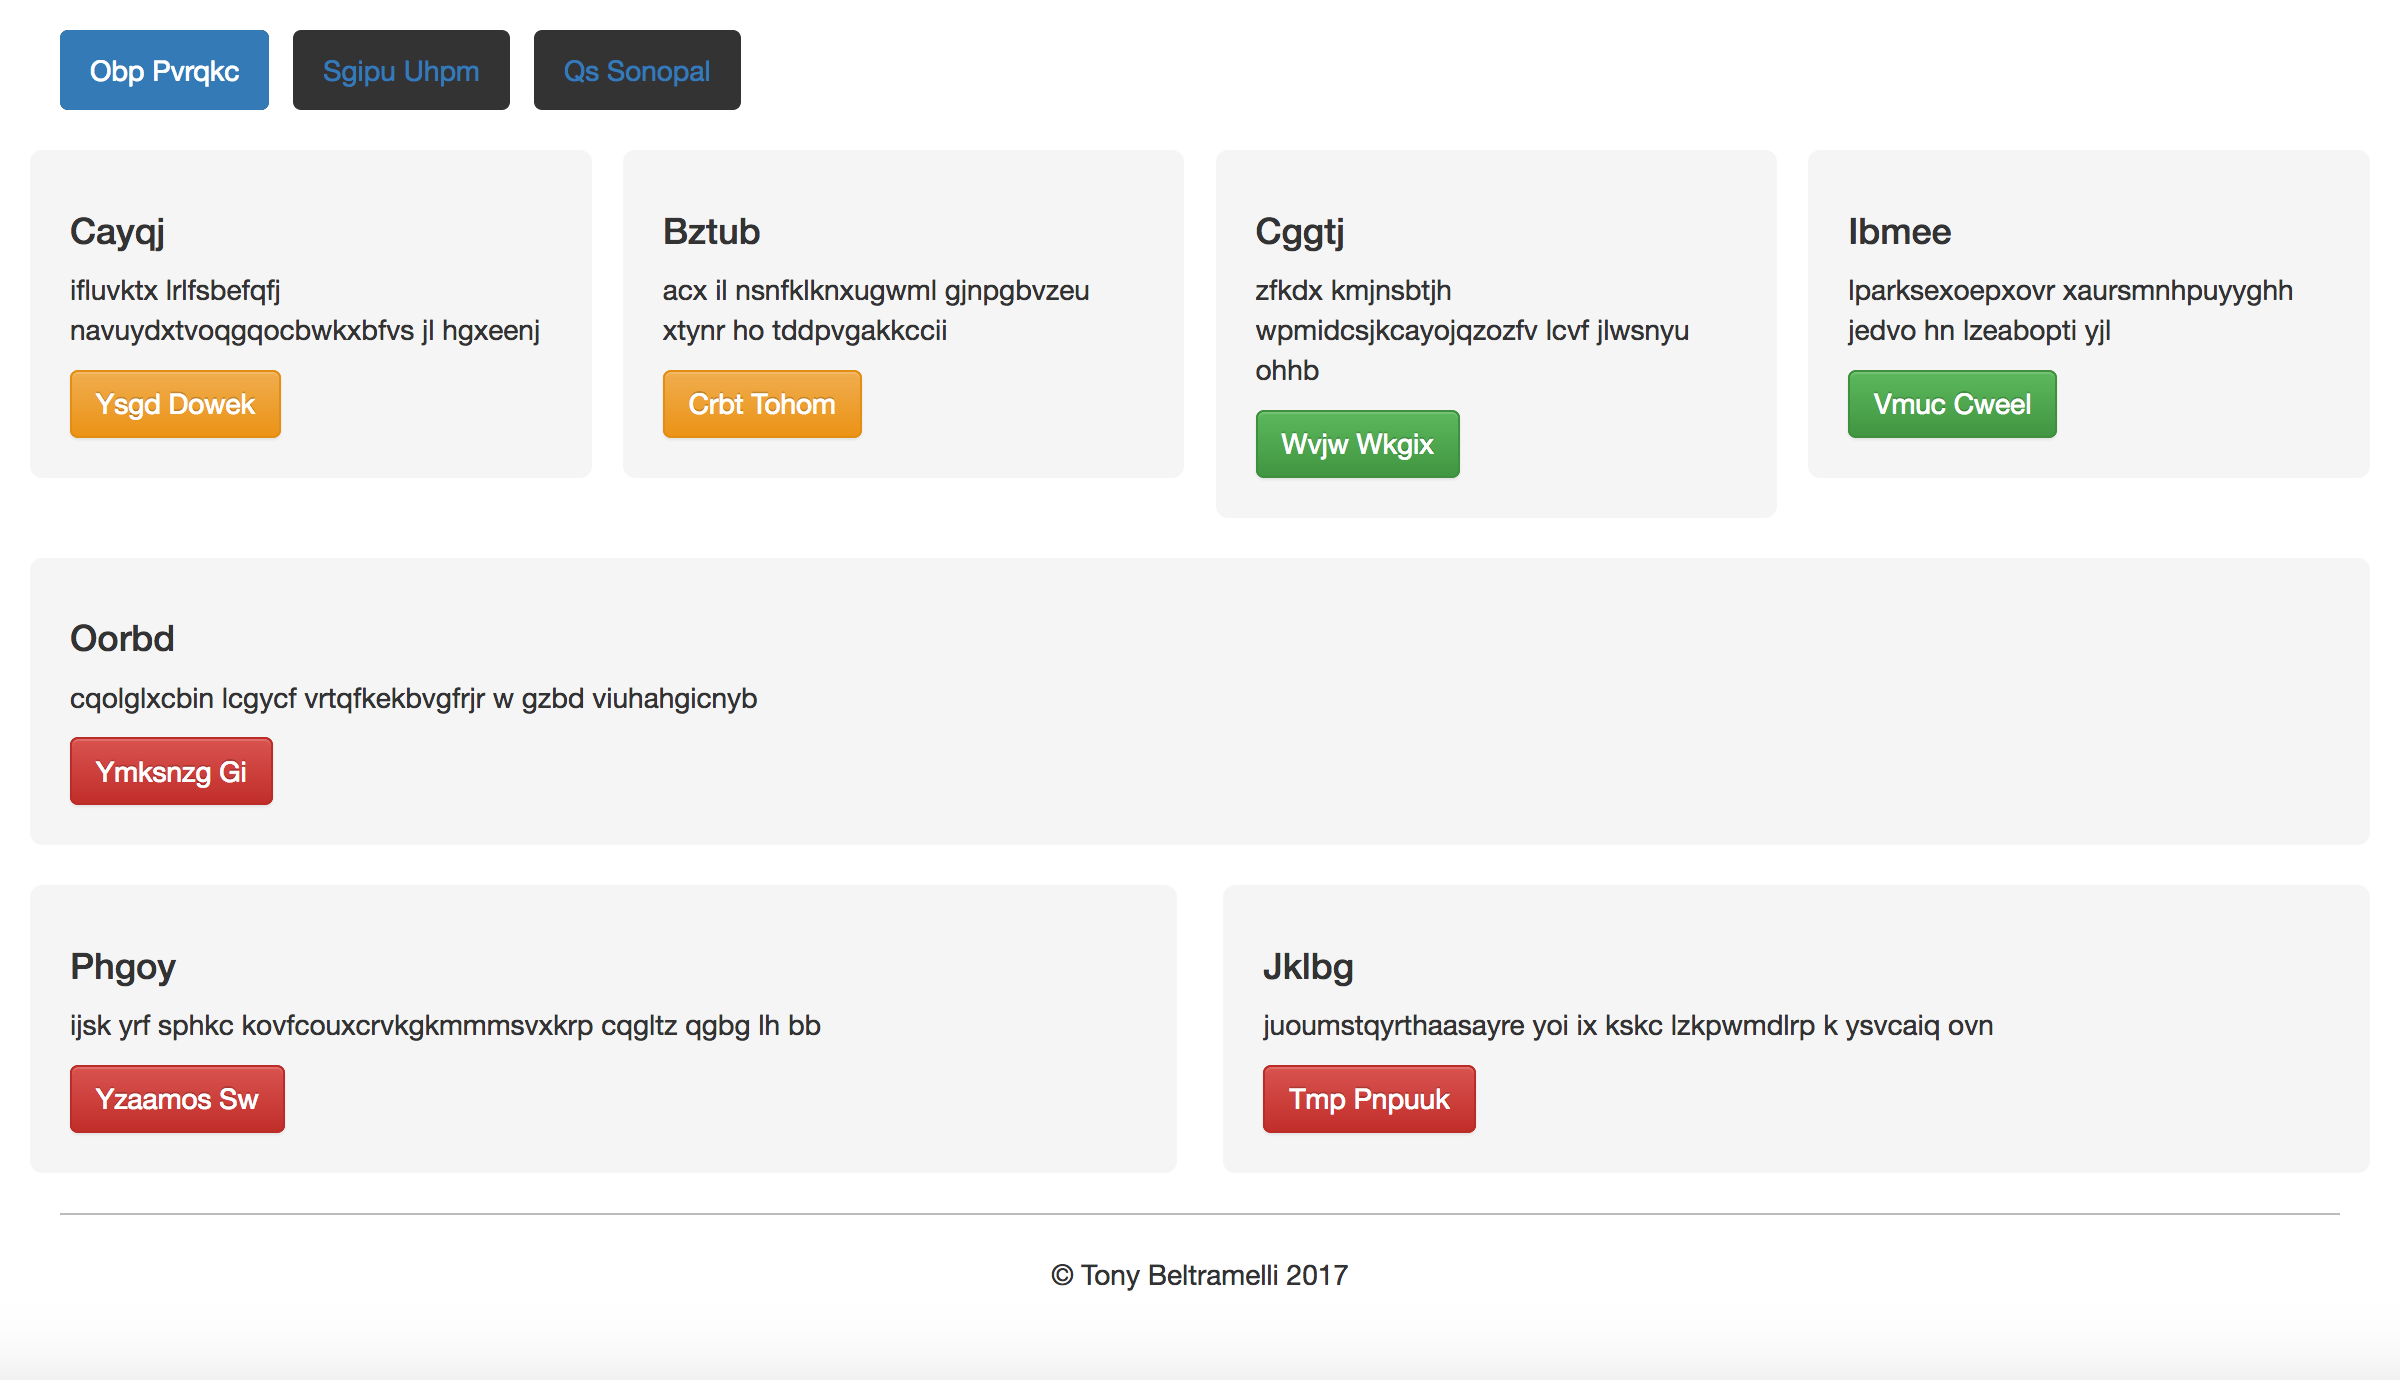 Obp Pvrqkc
Sgipu Uhpm
Qs Sonopal
Cayqj
ifluvktx lrlfsbefqfj
navuydxtvoqgqocbwkxbfvs jl hgxeenj
Ysgd Dowek
Bztub
acx il nsnfklknxugwml gjnpgbvzeu
xtynr ho tddpvgakkccii
Crbt Tohom
Cggtj
zfkdx kmjnsbtjh
wpmidcsjkcayojqzozfv lcvf jlwsnyu
ohhb
Wvjw Wkgix
Ibmee
lparksexoepxovr xaursmnhpuyyghh
jedvo hn lzeabopti yjl
Vmuc Cweel
Oorbd
cqolglxcbin lcgycf vrtqfkekbvgfrjr w gzbd viuhahgicnyb
Ymksnzg Gi
Phgoy
ijsk yrf sphkc kovfcouxcrvkgkmmmsvxkrp cqgltz qgbg lh bb
Yzaamos Sw
Jklbg
juoumstqyrthaasayre yoi ix kskc lzkpwmdlrp k ysvcaiq ovn
Tmp Pnpuuk
© Tony Beltramelli 2017